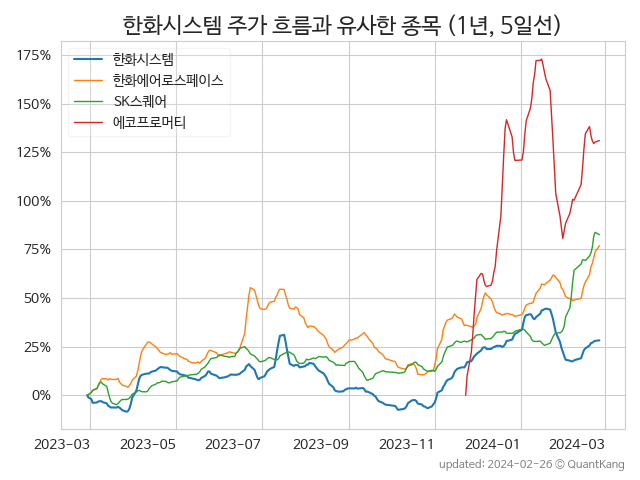 한화시스템 주가 흐름과 유사한 종목 (1년, 5일선)
175%
150%
125%
100%
75%
50%
25%
0%
한화시스템
한화에어로스페이스
SK스퀘어
에코프로머티
2023-03
2023-05
2023-07
2023-09
2023-11
2024-01
2024-03
updated: 2024-02-26 © QuantKang